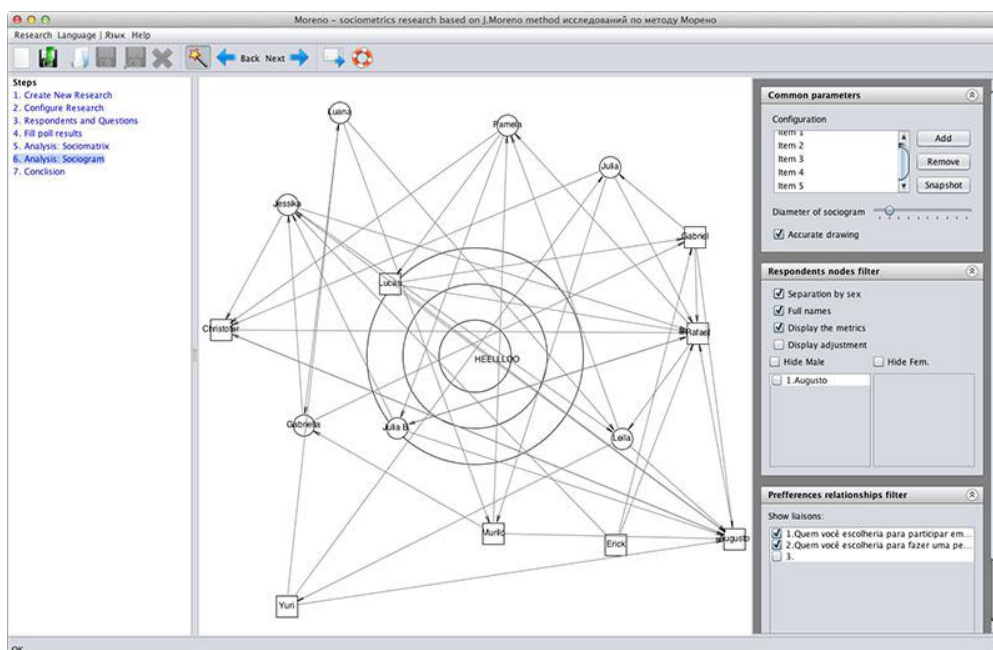 Moreno - sociometrics research based on J.Moreno method исследований по методу Морено
Research Language | Язык Help
Back Next
Steps
1. Create New Research
2. Configure Research
3. Respondents and Questions
4. Fill poll results
5. Analysis: Sociomatrix
6. Analysis: Sociogram
7. Conclision
Luana
Pamela
Julia
Jessika
Gabriel
Lucas
Christofer
Rafael
HEELLLOO
Gabriella
Julia B.
Leila
Murilo
Erick
Augusto
Yuri
Common parameters
Configuration
Item 1
Item 2
Item 3
Item 4
Item 5
Add
Remove
Snapshot
Diameter of sociogram
Accurate drawing
Respondents nodes filter
Separation by sex
Full names
Display the metrics
Display adjustment
Hide Male
Hide Fem.
1.Augusto
Prefferences relationships filter
Show liaisons:
1.Quem você escolheria para participar em...
2.Quem você escolheria para fazer uma pe...
3.
OK